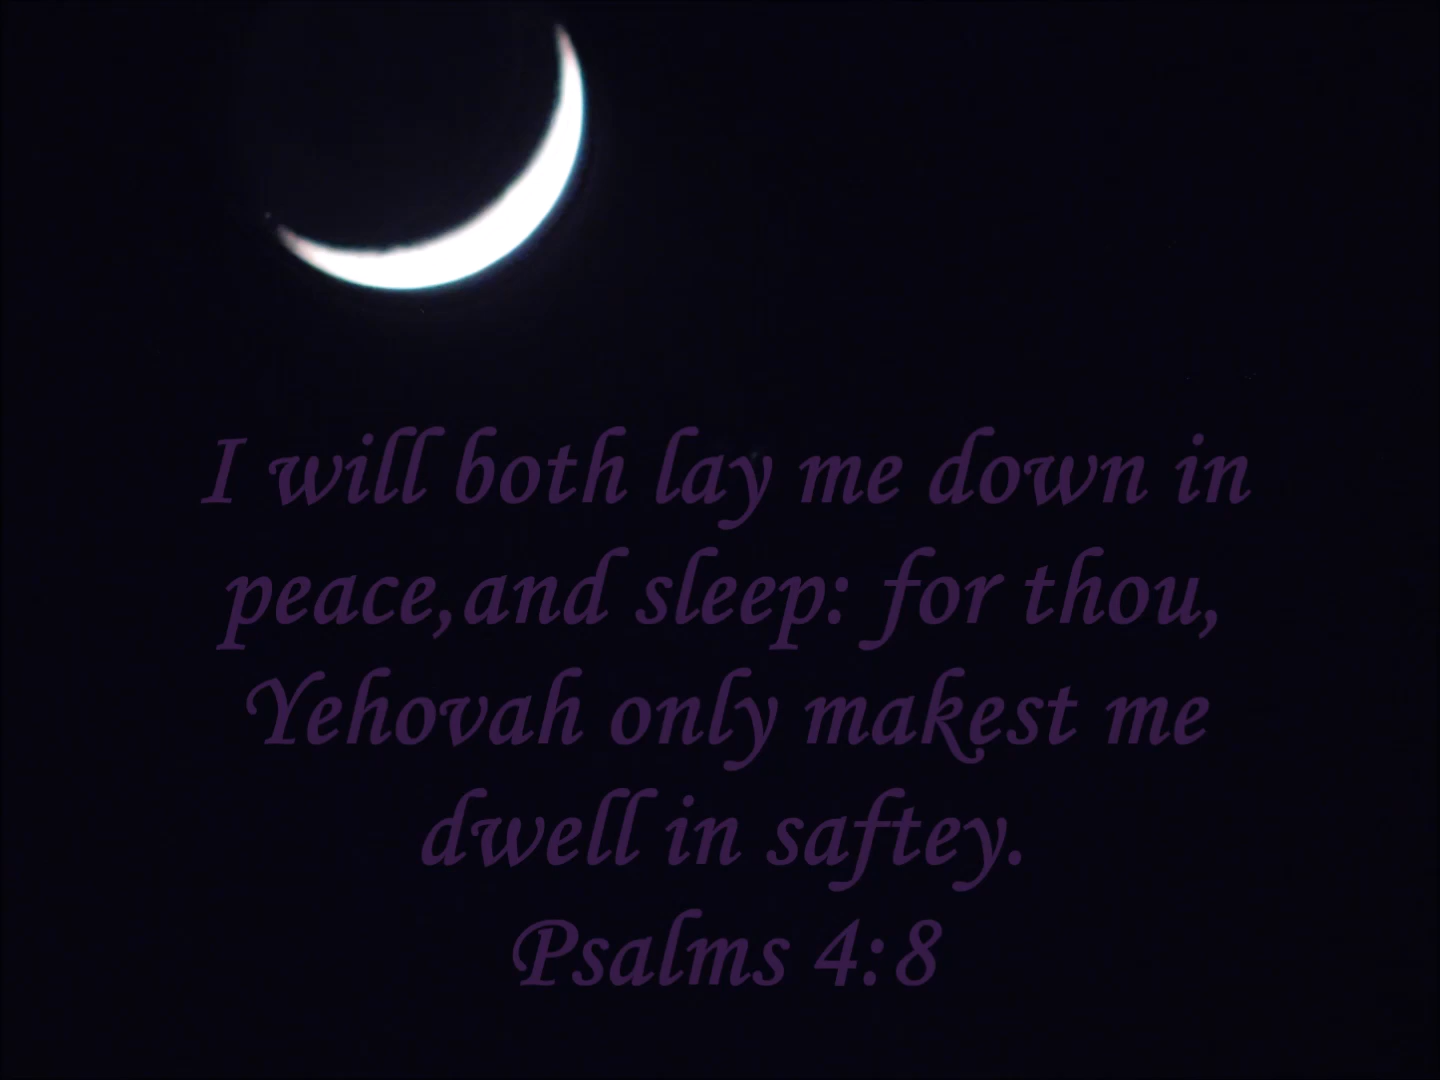 I will both lay me down in
peace,and sleep: for thou,
Yehovah only makest me
dwell in saftey.
Psalms 4:8